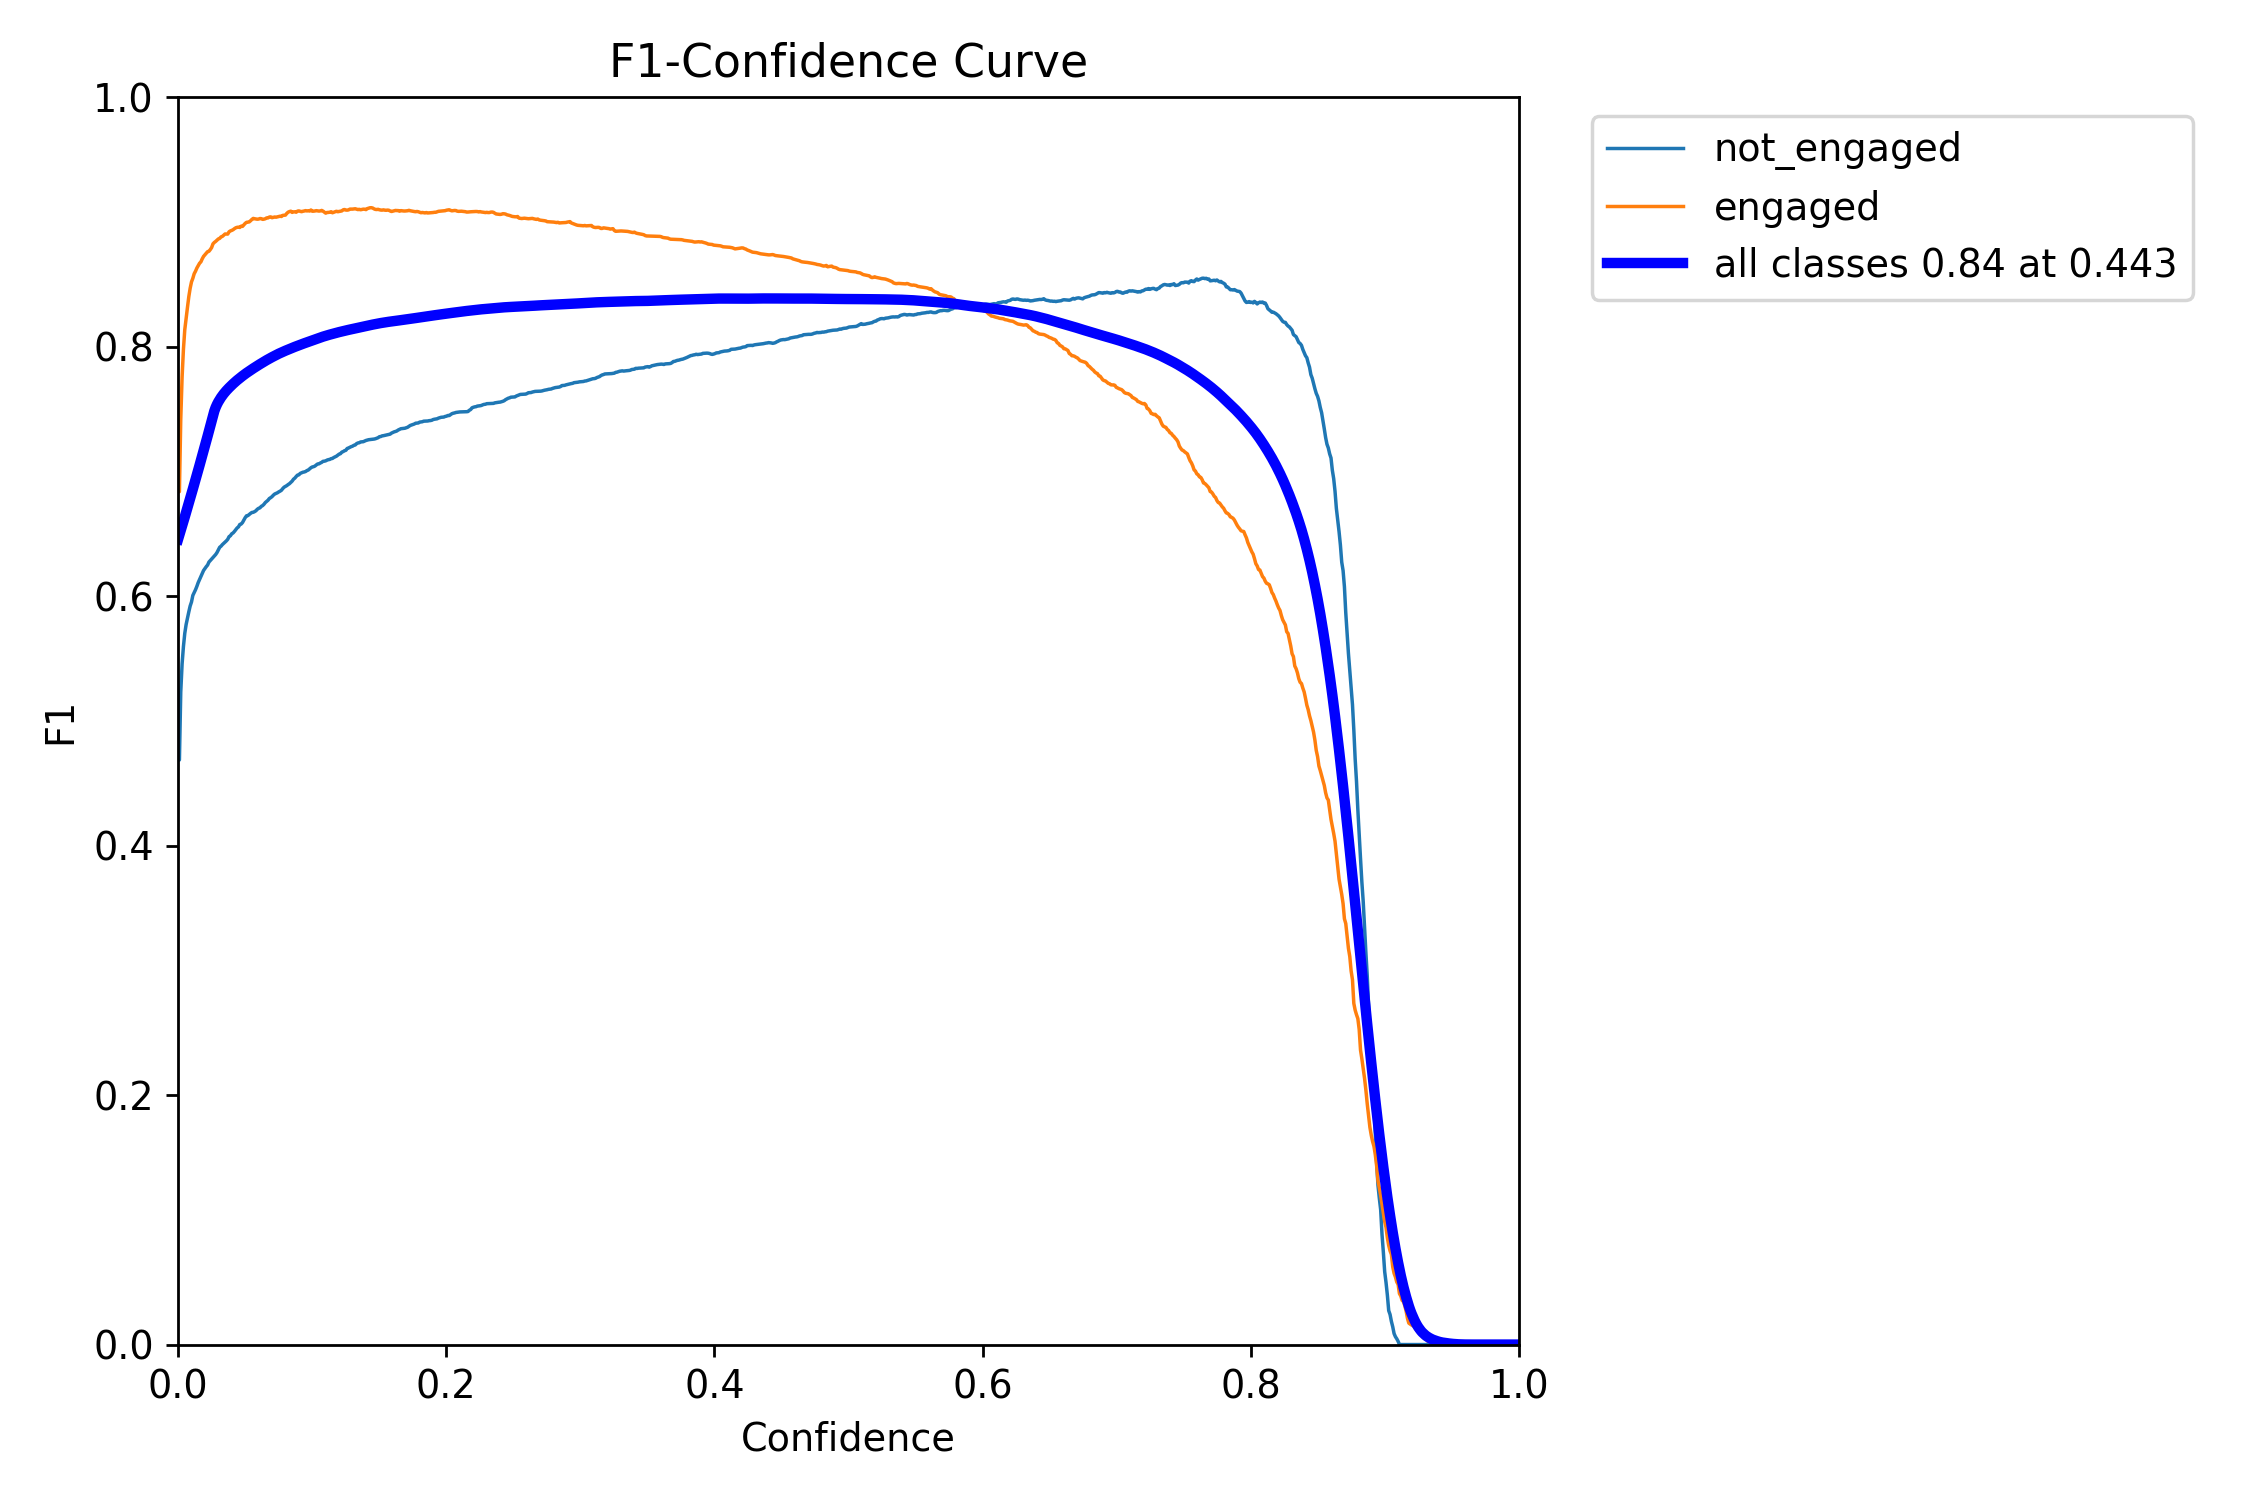 F1-Confidence Curve
1.0
0.8
0.6
0.4
0.2
0.0
F1
0.0 0.2 0.4 0.6 0.8 1.0
Confidence
not_engaged
engaged
all classes 0.84 at 0.443